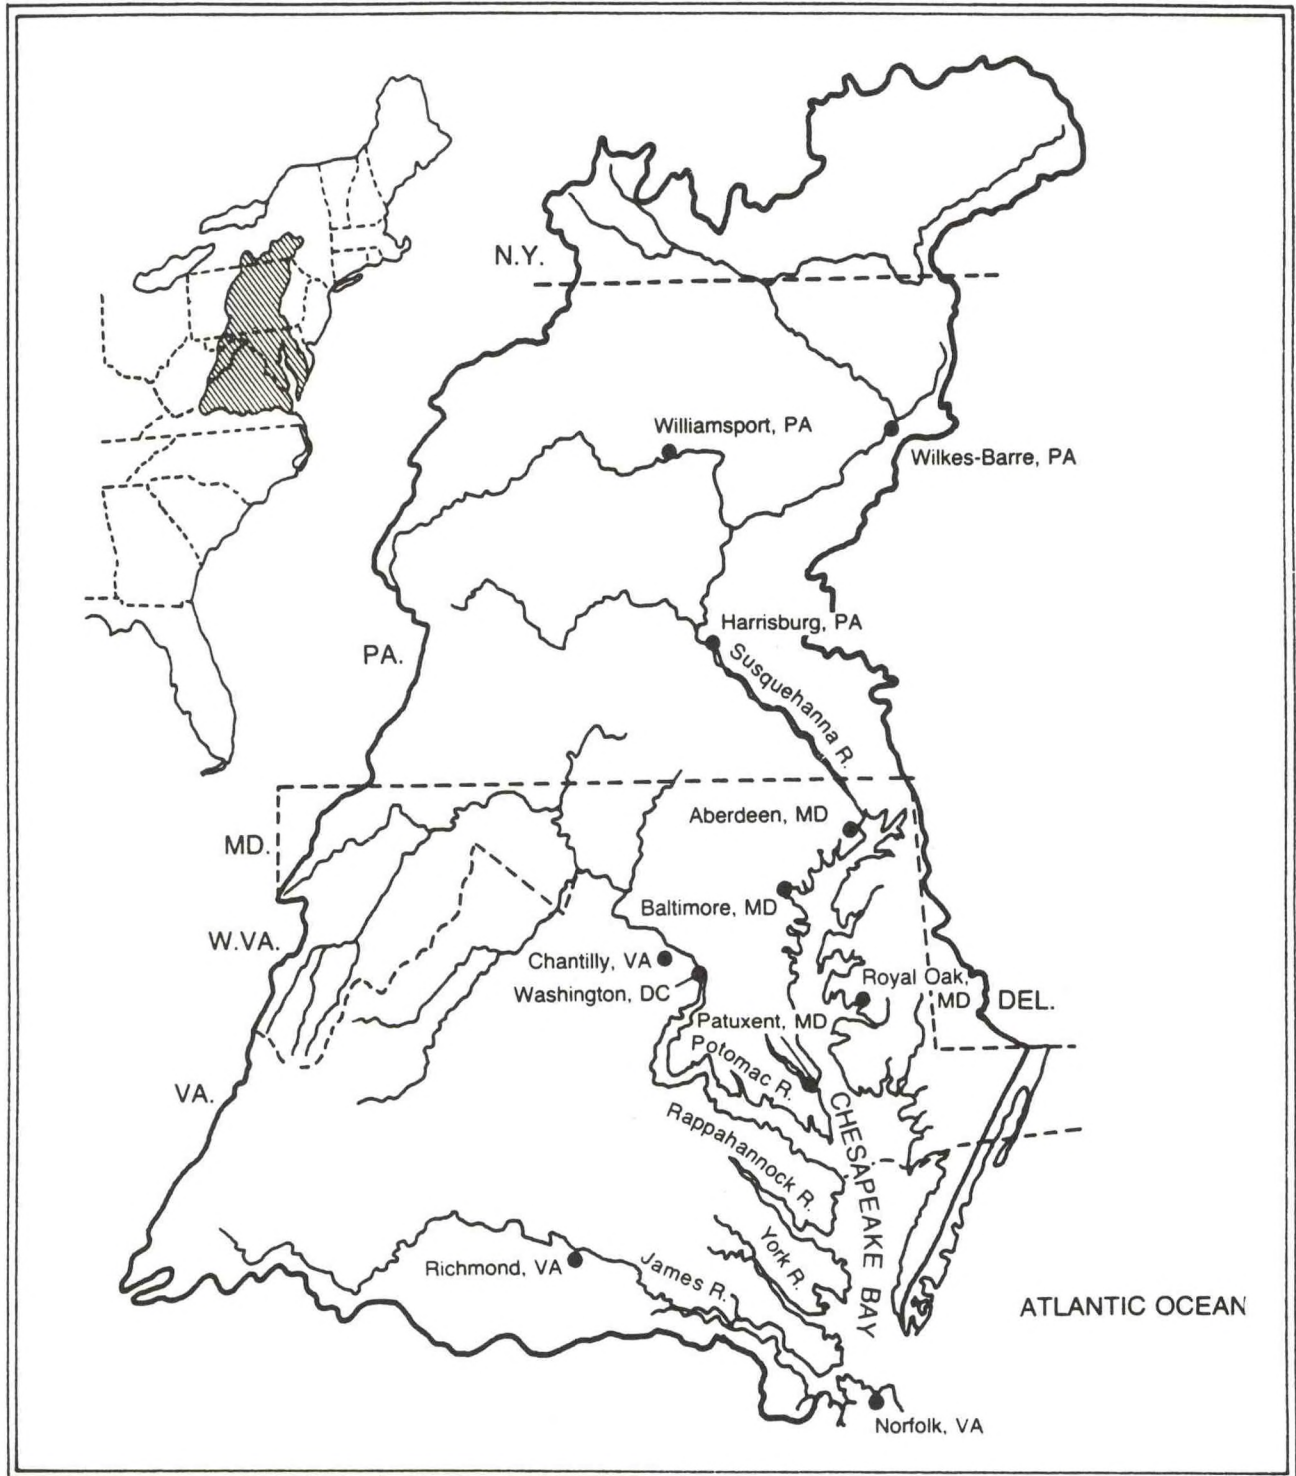 N.Y.
Williamsport, PA
Wilkes-Barre, PA
Harrisburg, PA
PA.
Susquehanna R.
Aberdeen, MD
MD.
Baltimore, MD
W.VA.
Chantilly, VA
Washington, DC
Royal Oak,
MD
DEL.
Patuxent, MD
Potomac R.
VA.
Rappahannock R.
CHESAPEAKE BAY
York R.
James R.
Richmond, VA
ATLANTIC OCEAN
Norfolk, VA